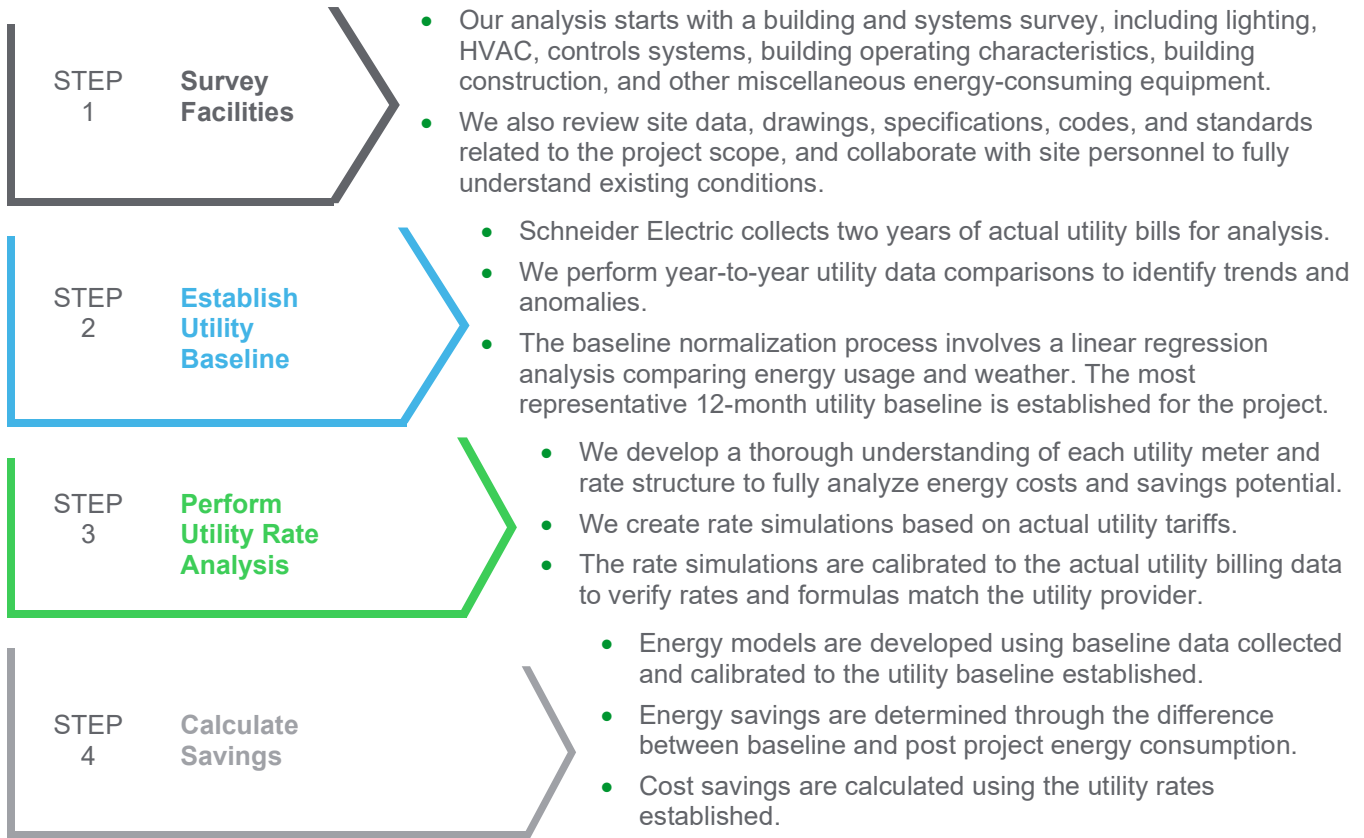 STEP
1
Survey
Facilities
• Our analysis starts with a building and systems survey, including lighting,
HVAC, controls systems, building operating characteristics, building
construction, and other miscellaneous energy-consuming equipment.
• We also review site data, drawings, specifications, codes, and standards
related to the project scope, and collaborate with site personnel to fully
understand existing conditions.
STEP
2
Establish
Utility
Baseline
• Schneider Electric collects two years of actual utility bills for analysis.
• We perform year-to-year utility data comparisons to identify trends and
anomalies.
• The baseline normalization process involves a linear regression
analysis comparing energy usage and weather. The most
representative 12-month utility baseline is established for the project.
STEP
3
Perform
Utility Rate
Analysis
• We develop a thorough understanding of each utility meter and
rate structure to fully analyze energy costs and savings potential.
• We create rate simulations based on actual utility tariffs.
• The rate simulations are calibrated to the actual utility billing data
to verify rates and formulas match the utility provider.
STEP
4
Calculate
Savings
• Energy models are developed using baseline data collected
and calibrated to the utility baseline established.
• Energy savings are determined through the difference
between baseline and post project energy consumption.
• Cost savings are calculated using the utility rates
established.